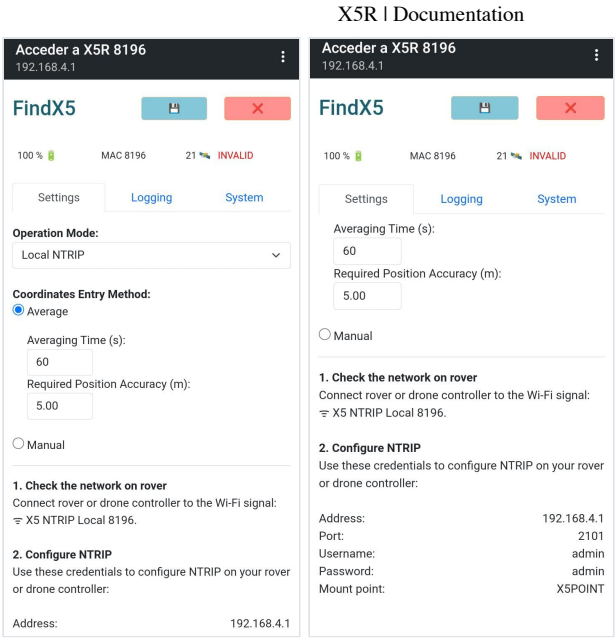 X5R | Documentation
Acceder a X5R 8196
192.168.4.1
FindX5
100 %
MAC 8196
21
INVALID
Settings
Logging
System
Operation Mode:
Local NTRIP
Coordinates Entry Method:
Average
Averaging Time (s):
60
Required Position Accuracy (m):
5.00
Manual
1. Check the network on rover
Connect rover or drone controller to the Wi-Fi signal:
X5 NTRIP Local 8196.
2. Configure NTRIP
Use these credentials to configure NTRIP on your rover
or drone controller:
Address: 192.168.4.1
Acceder a X5R 8196
192.168.4.1
FindX5
100 %
MAC 8196
21
INVALID
Settings
Logging
System
Averaging Time (s):
60
Required Position Accuracy (m):
5.00
Manual
1. Check the network on rover
Connect rover or drone controller to the Wi-Fi signal:
X5 NTRIP Local 8196.
2. Configure NTRIP
Use these credentials to configure NTRIP on your rover
or drone controller:
Address: 192.168.4.1
Port: 2101
Username: admin
Password: admin
Mount point: X5POINT